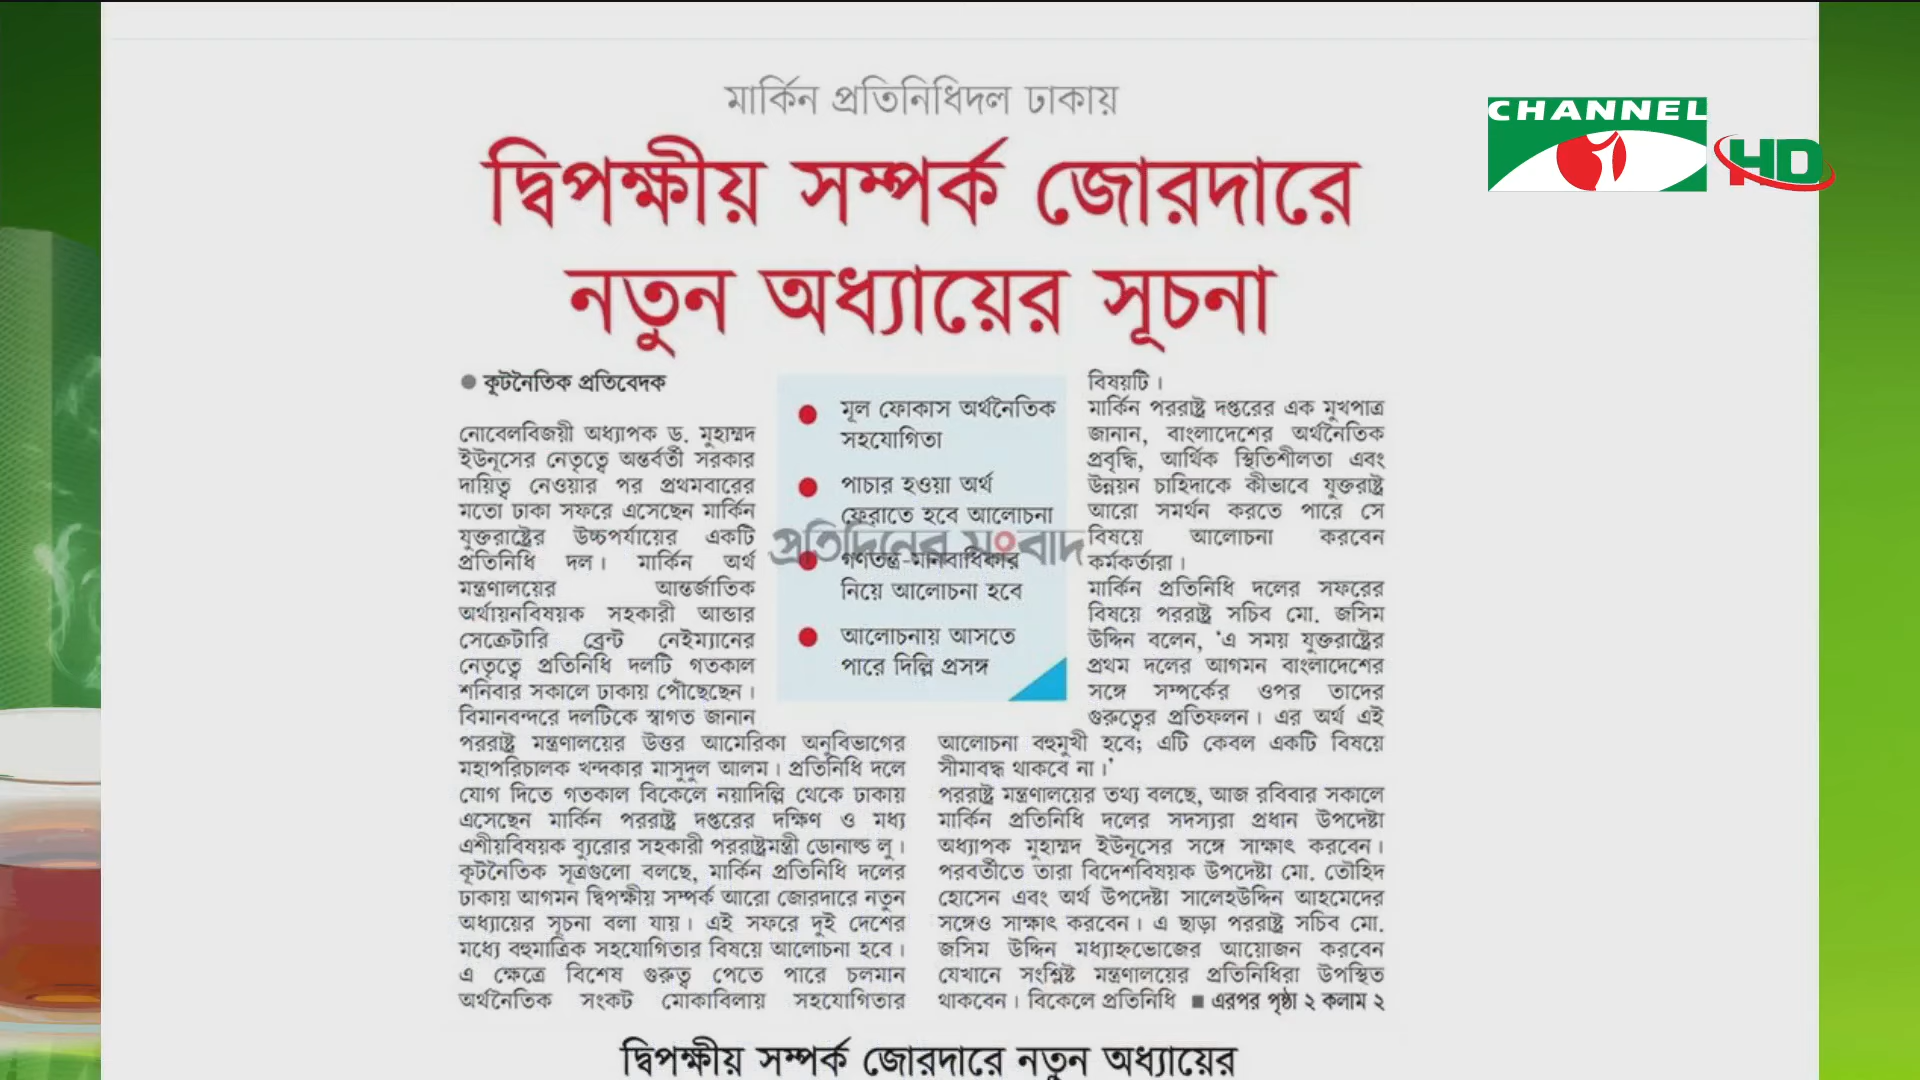 CHANNEL
HD
মার্কিন প্রতিনিধিদল ঢাকায়
দ্বিপক্ষীয় সম্পর্ক জোরদারে
নতুন অধ্যায়ের সূচনা
● কূটনৈতিক প্রতিবেদক
নোবেলবিজয়ী অধ্যাপক ড. মুহাম্মদ
ইউনূসের নেতৃত্বে অন্তর্বর্তী সরকার
দায়িত্ব নেওয়ার পর প্রথমবারের
মতো ঢাকা সফরে এসেছেন মার্কিন
যুক্তরাষ্ট্রের উচ্চপর্যায়ের একটি
প্রতিনিধি দল। মার্কিন অর্থ
মন্ত্রণালয়ের আন্তর্জাতিক
অর্থায়নবিষয়ক সহকারী আন্ডার
সেক্রেটারি ব্রেন্ট নেইম্যানের
নেতৃত্বে প্রতিনিধি দলটি গতকাল
শনিবার সকালে ঢাকায় পৌঁছেছেন।
বিমানবন্দরে দলটিকে স্বাগত জানান
পররাষ্ট্র মন্ত্রণালয়ের উত্তর আমেরিকা অনুবিভাগের
মহাপরিচালক খন্দকার মাসুদুল আলম। প্রতিনিধি দলে
যোগ দিতে গতকাল বিকেলে নয়াদিল্লি থেকে ঢাকায়
এসেছেন মার্কিন পররাষ্ট্র দপ্তরের দক্ষিণ ও মধ্য
এশীয়বিষয়ক ব্যুরোর সহকারী পররাষ্ট্রমন্ত্রী ডোনাল্ড লু।
কূটনৈতিক সূত্রগুলো বলছে, মার্কিন প্রতিনিধি দলের
ঢাকায় আগমন দ্বিপক্ষীয় সম্পর্ক আরো জোরদারে নতুন
অধ্যায়ের সূচনা বলা যায়। এই সফরে দুই দেশের
মধ্যে বহুমাত্রিক সহযোগিতার বিষয়ে আলোচনা হবে।
এ ক্ষেত্রে বিশেষ গুরুত্ব পেতে পারে চলমান
অর্থনৈতিক সংকট মোকাবিলায় সহযোগিতার
● মূল ফোকাস অর্থনৈতিক
সহযোগিতা
● পাচার হওয়া অর্থ
ফেরাতে হবে আলোচনা
প্রতিদিনের সংবাদ
● গণতন্ত্র-মানবাধিকার
নিয়ে আলোচনা হবে
● আলোচনায় আসতে
পারে দিল্লি প্রসঙ্গ
বিষয়টি।
মার্কিন পররাষ্ট্র দপ্তরের এক মুখপাত্র
জানান, বাংলাদেশের অর্থনৈতিক
প্রবৃদ্ধি, আর্থিক স্থিতিশীলতা এবং
উন্নয়ন চাহিদাকে কীভাবে যুক্তরাষ্ট্র
আরো সমর্থন করতে পারে সে
বিষয়ে আলোচনা করবেন
কর্মকর্তারা।
মার্কিন প্রতিনিধি দলের সফরের
বিষয়ে পররাষ্ট্র সচিব মো. জসিম
উদ্দিন বলেন, 'এ সময় যুক্তরাষ্ট্রের
প্রথম দলের আগমন বাংলাদেশের
সঙ্গে সম্পর্কের ওপর তাদের
গুরুত্বের প্রতিফলন। এর অর্থ এই
আলোচনা বহুমুখী হবে; এটি কেবল একটি বিষয়ে
সীমাবদ্ধ থাকবে না।'
পররাষ্ট্র মন্ত্রণালয়ের তথ্য বলছে, আজ রবিবার সকালে
মার্কিন প্রতিনিধি দলের সদস্যরা প্রধান উপদেষ্টা
অধ্যাপক মুহাম্মদ ইউনূসের সঙ্গে সাক্ষাৎ করবেন।
পরবর্তীতে তারা বিদেশবিষয়ক উপদেষ্টা মো. তৌহিদ
হোসেন এবং অর্থ উপদেষ্টা সালেহউদ্দিন আহমেদের
সঙ্গেও সাক্ষাৎ করবেন। এ ছাড়া পররাষ্ট্র সচিব মো.
জসিম উদ্দিন মধ্যাহ্নভোজের আয়োজন করবেন
যেখানে সংশ্লিষ্ট মন্ত্রণালয়ের প্রতিনিধিরা উপস্থিত
থাকবেন। বিকেলে প্রতিনিধি ■ এরপর পৃষ্ঠা ২ কলাম ২
দ্বিপক্ষীয় সম্পর্ক জোরদারে নতুন অধ্যায়ের